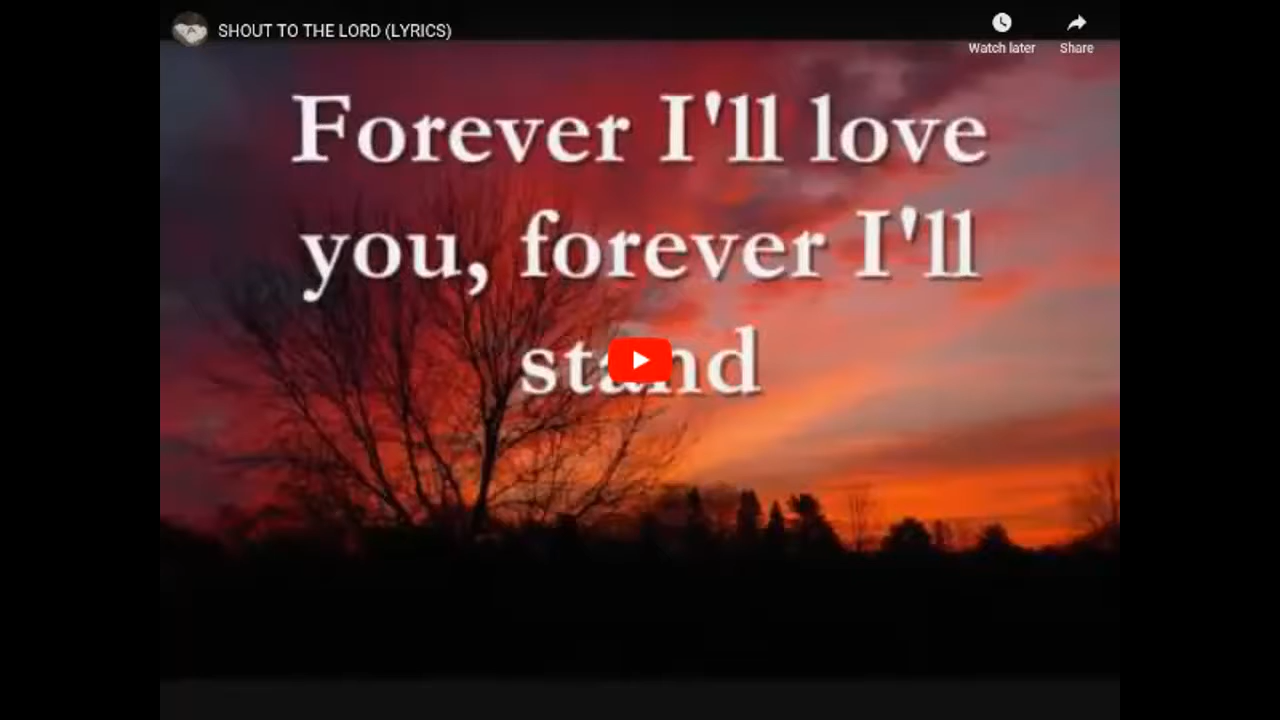 SHOUT TO THE LORD (LYRICS)
Watch later
Share
Forever I'll love
you, forever I'll
stand